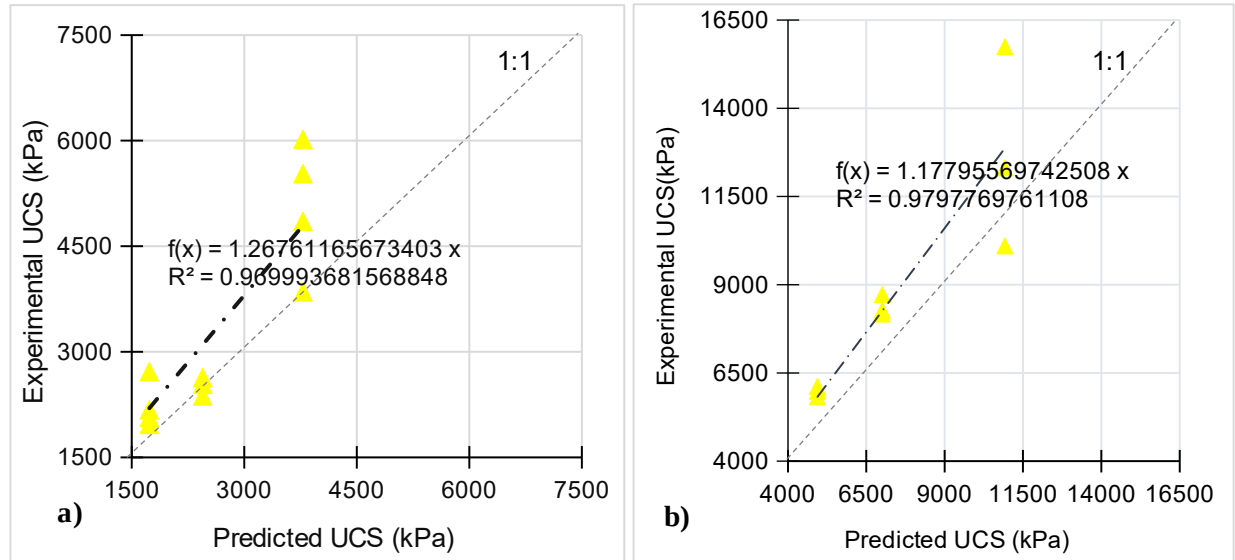 7500
6000
4500
3000
1500
1500 3000 4500 6000 7500
Experimental UCS (kPa)
Predicted UCS (kPa)
1:1
f(x) = 1.26761165673403 x
R² = 0.969993681568848
a)
16500
14000
11500
9000
6500
4000
4000 6500 9000 11500 14000 16500
Experimental UCS(kPa)
Predicted UCS (kPa)
1:1
f(x) = 1.17795569742508 x
R² = 0.9797769761108
b)